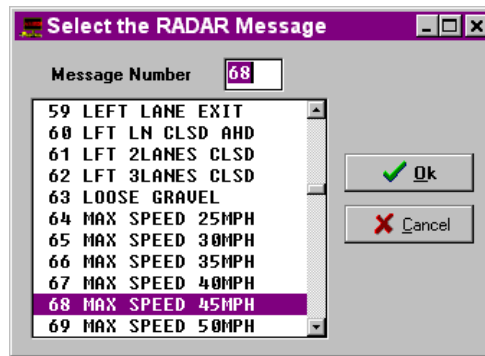 Select the RADAR Message
Message Number 68
59 LEFT LANE EXIT
60 LFT LN CLSD AHD
61 LFT 2LANES CLSD
62 LFT 3LANES CLSD
63 LOOSE GRAVEL
64 MAX SPEED 25MPH
65 MAX SPEED 30MPH
66 MAX SPEED 35MPH
67 MAX SPEED 40MPH
68 MAX SPEED 45MPH
69 MAX SPEED 50MPH
Ok
Cancel